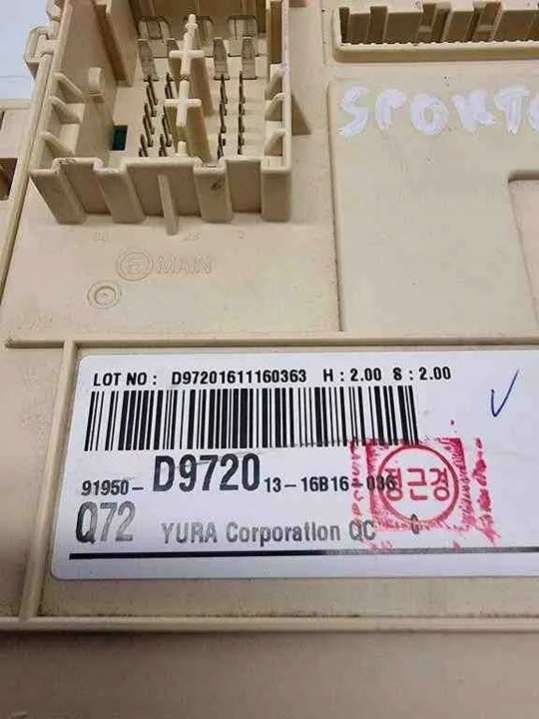 SPORT
MAIN
LOT NO : D97201611160363 H : 2.00 S : 2.00
91950- D9720 13-16B16-036
Q72 YURA Corporation QC
정근경